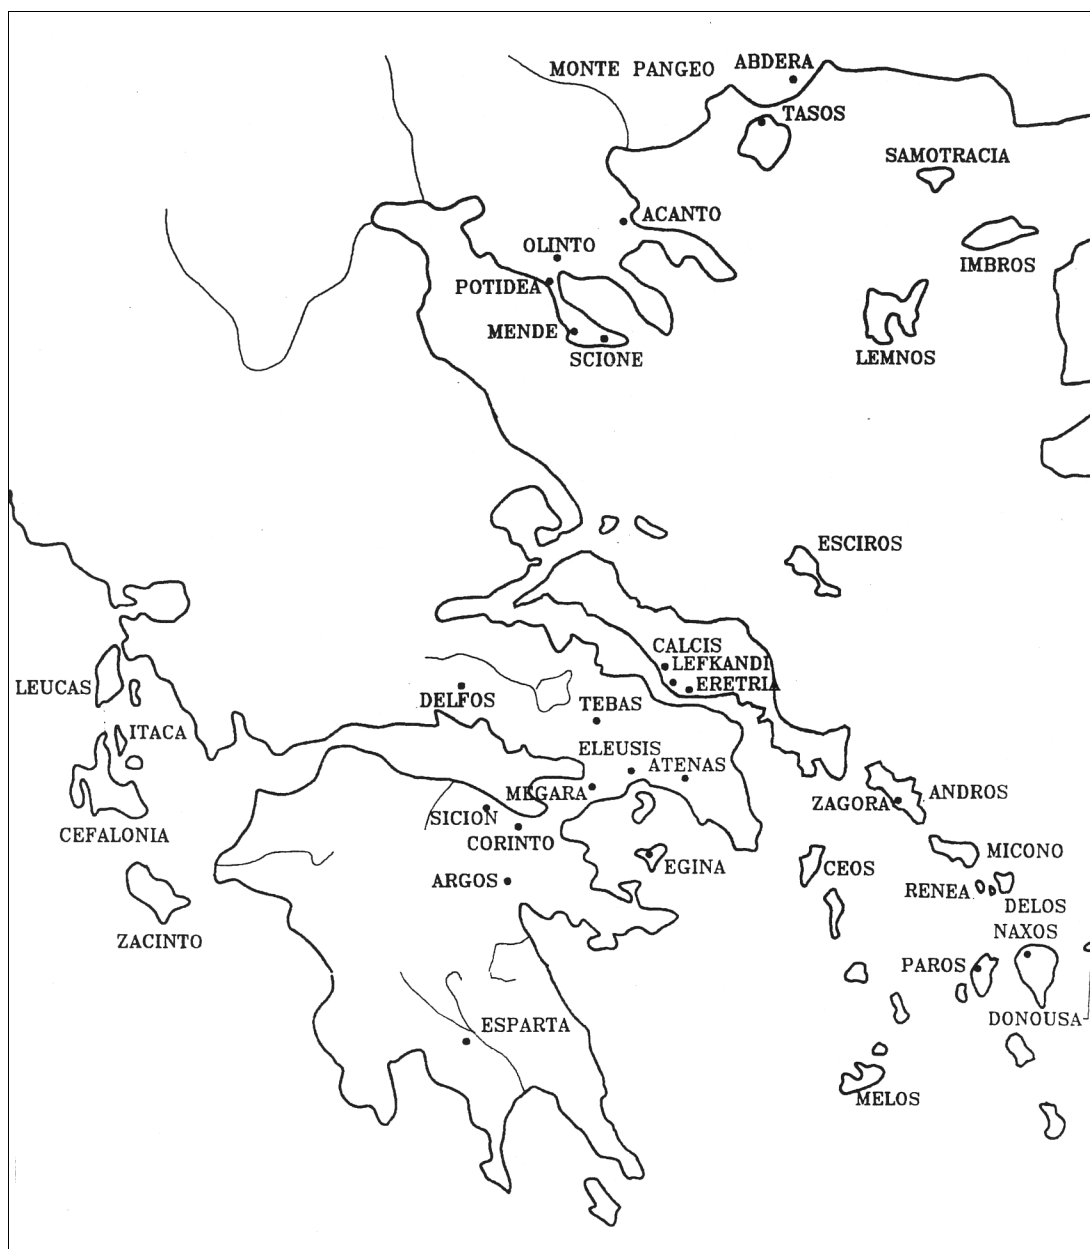 MONTE PANGEO
ABDERA
TASOS
SAMOTRACIA
ACANTO
OLINTO
IMBROS
POTIDEA
MENDE
SCIONE
LEMNOS
ESCIROS
CALCIS
LEFKANDI
LEUCAS
ERETRIA
DELFOS
TEBAS
ITACA
ELEUSIS
ATENAS
MEGARA
ANDROS
ZAGORA
SICION
CEFALONIA
CORINTO
MICONO
EGINA
CEOS
ARGOS
RENEA
DELOS
NAXOS
ZACINTO
PAROS
DONOUSA
ESPARTA
MELOS